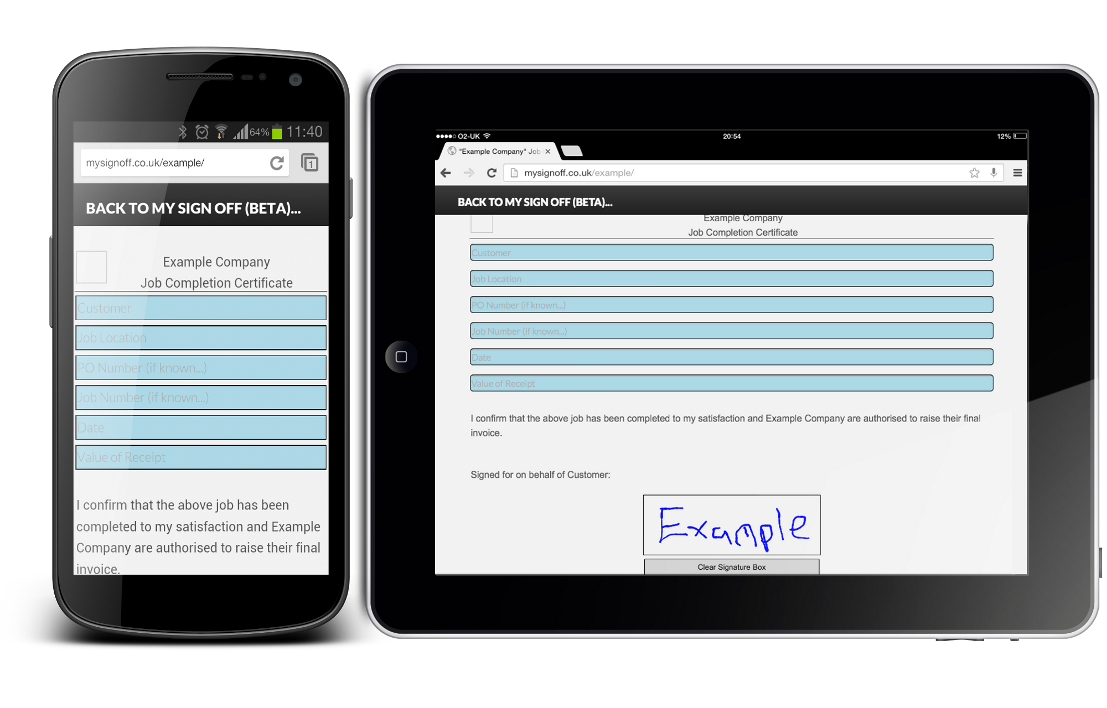 64% 11:40
mysignoff.co.uk/example/
1
BACK TO MY SIGN OFF (BETA)...
Example Company
Job Completion Certificate
Customer
Job Location
PO Number (if known...)
Job Number (if known...)
Date
Value of Receipt
I confirm that the above job has been
completed to my satisfaction and Example
Company are authorised to raise their final
invoice.
O2-UK 20:54 12%
"Example Company" Job
mysignoff.co.uk/example/
BACK TO MY SIGN OFF (BETA)...
Example Company
Job Completion Certificate
Customer
Job Location
PO Number (if known...)
Job Number (if known...)
Date
Value of Receipt
I confirm that the above job has been completed to my satisfaction and Example Company are authorised to raise their final
invoice.
Signed for on behalf of Customer:
Example
Clear Signature Box